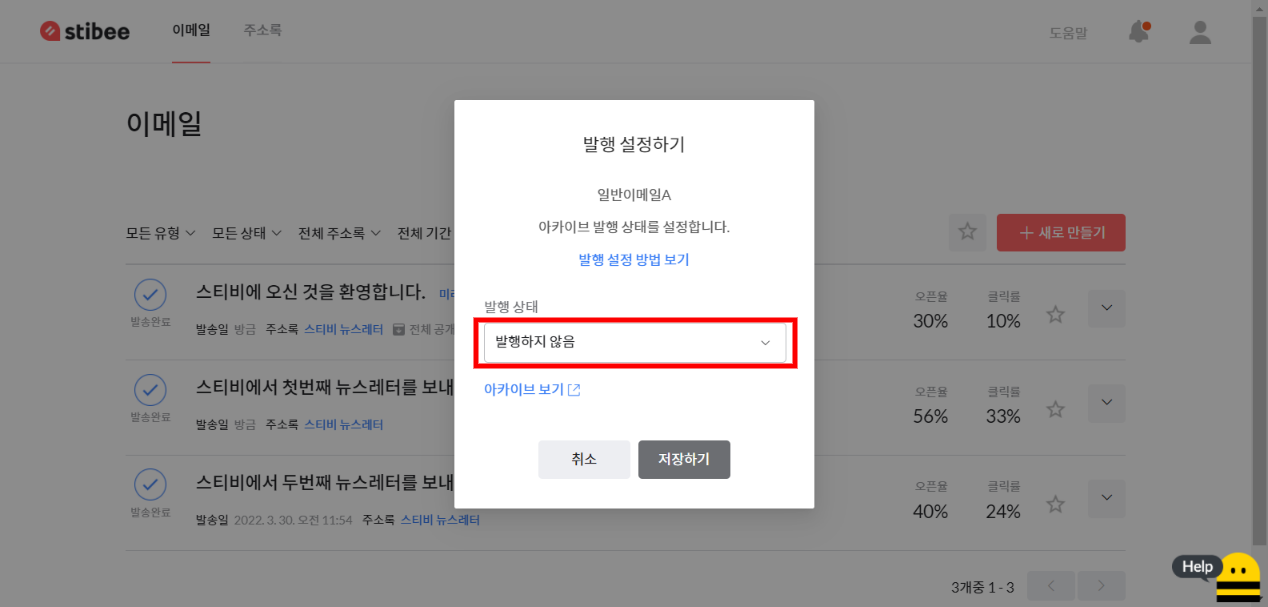 stibee 이메일 주소록 도움말
이메일
발행 설정하기
일반이메일A
아카이브 발행 상태를 설정합니다.
발행 설정 방법 보기
발행 상태
발행하지 않음
아카이브 보기
취소 저장하기
모든 유형 모든 상태 전체 주소록 전체 기간
+ 새로 만들기
스티비에 오신 것을 환영합니다.
발송완료
발송일 방금 주소록 스티비 뉴스레터 전체 공개
오픈율 클릭률
30% 10%
스티비에서 첫번째 뉴스레터를 보내
발송완료
발송일 방금 주소록 스티비 뉴스레터
오픈율 클릭률
56% 33%
스티비에서 두번째 뉴스레터를 보내
발송완료
발송일 2022. 3. 30. 오전 11:54 주소록 스티비 뉴스레터
오픈율 클릭률
40% 24%
3개중 1 - 3
Help